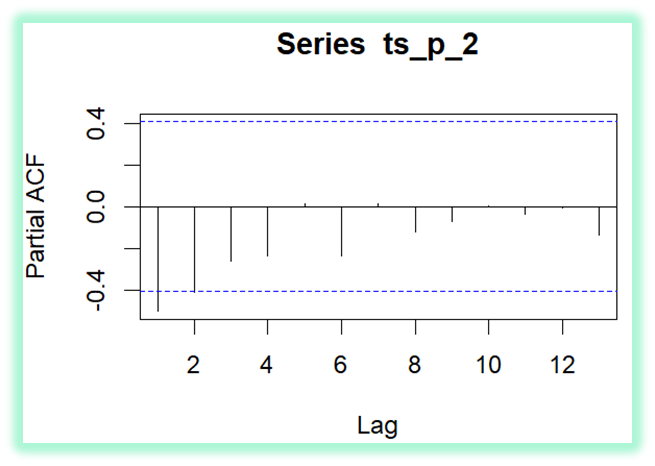 Series ts_p_2
Partial ACF
0.4
0.0
-0.4
2 4 6 8 10 12
Lag